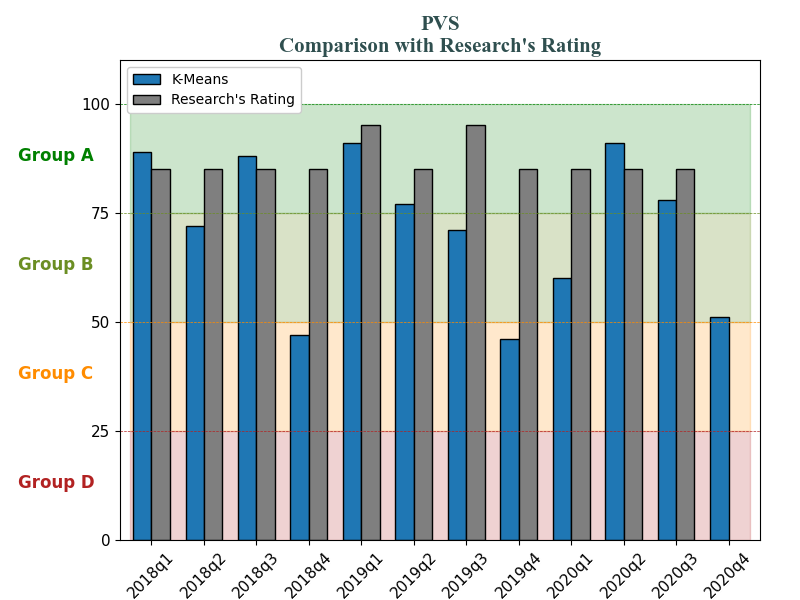 PVS
Comparison with Research's Rating
K-Means
Research's Rating
100
Group A
75
Group B
50
Group C
25
Group D
0
2018q1 2018q2 2018q3 2018q4 2019q1 2019q2 2019q3 2019q4 2020q1 2020q2 2020q3 2020q4